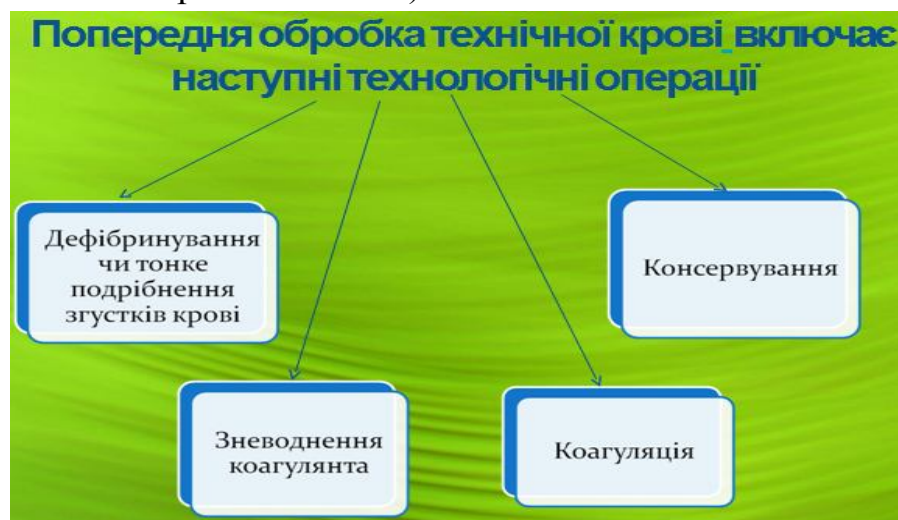 Попередня обробка технічної крові включає
наступні технологічні операції
Дефібринування
чи тонке
подрібнення
згустків крові
Консервування
Зневоднення
коагулянта
Коагуляція